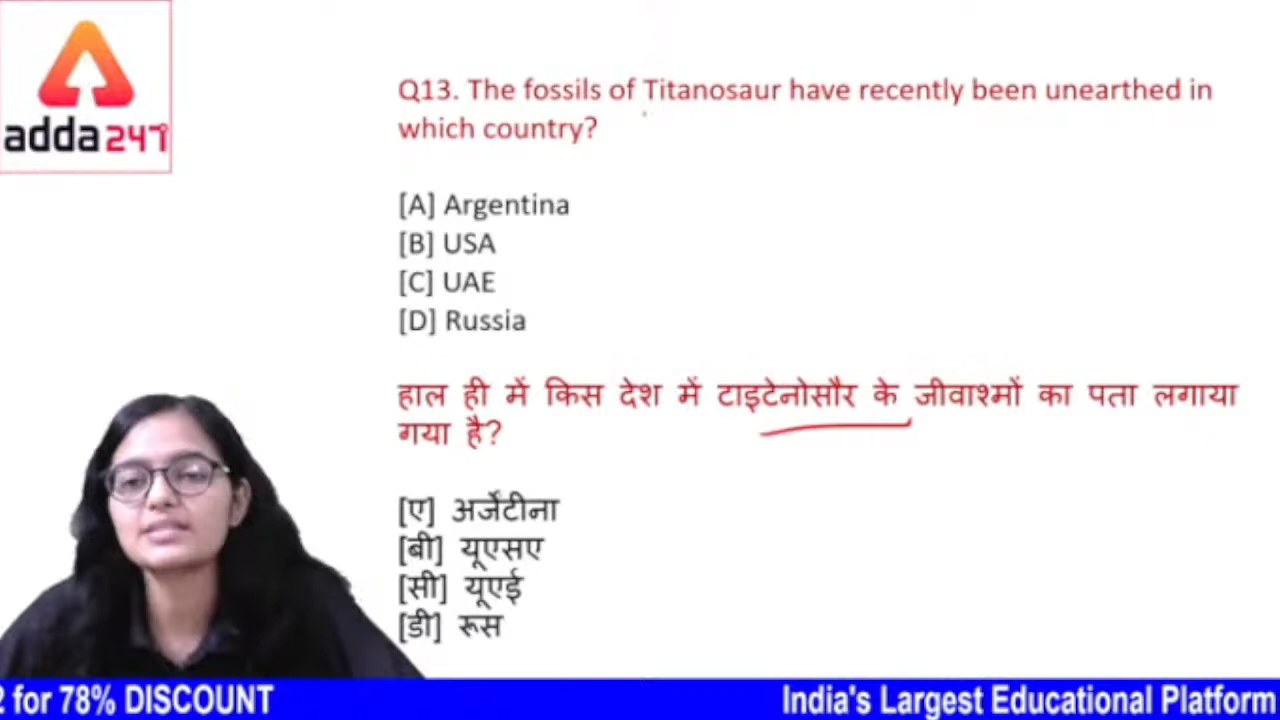 adda247
Q13. The fossils of Titanosaur have recently been unearthed in
which country?
[A] Argentina
[B] USA
[C] UAE
[D] Russia
हाल ही में किस देश में टाइटेनोसौर के जीवाश्मों का पता लगाया
गया है?
[ए] अर्जेंटीना
[बी] यूएसए
[सी] यूएई
[डी] रूस
2 for 78% DISCOUNT
India's Largest Educational Platform